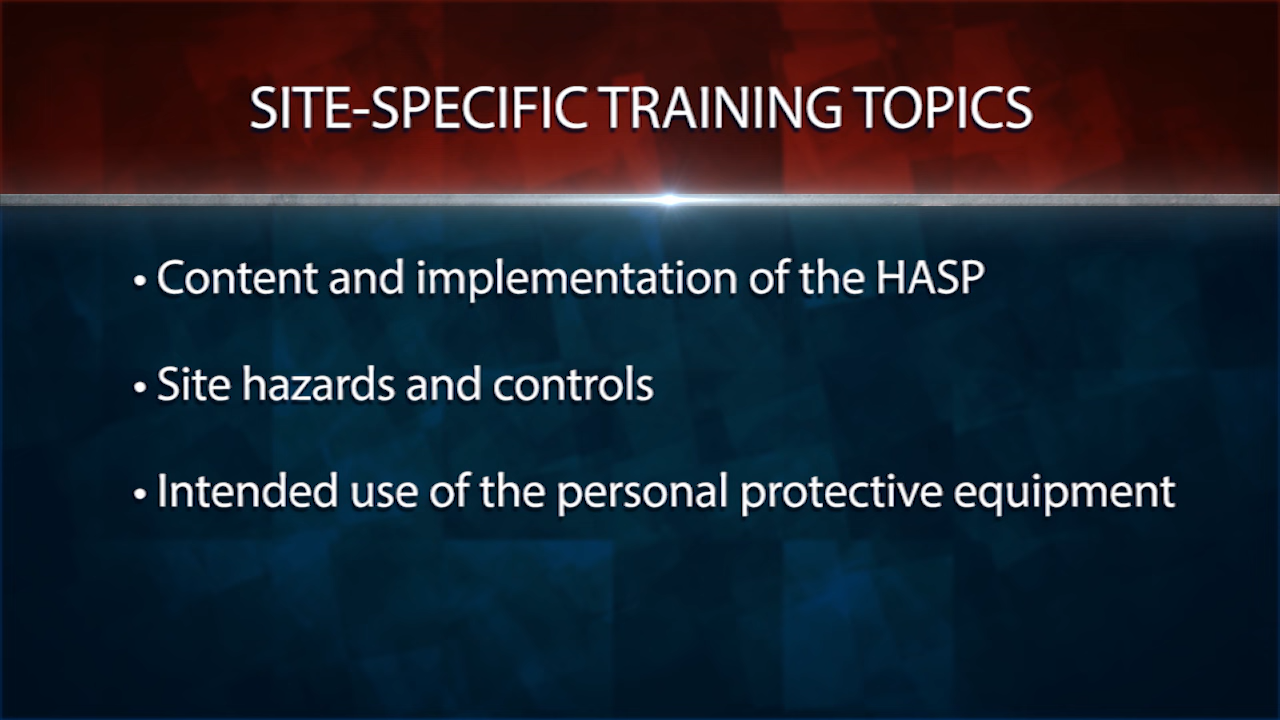 SITE-SPECIFIC TRAINING TOPICS
• Content and implementation of the HASP
• Site hazards and controls
• Intended use of the personal protective equipment